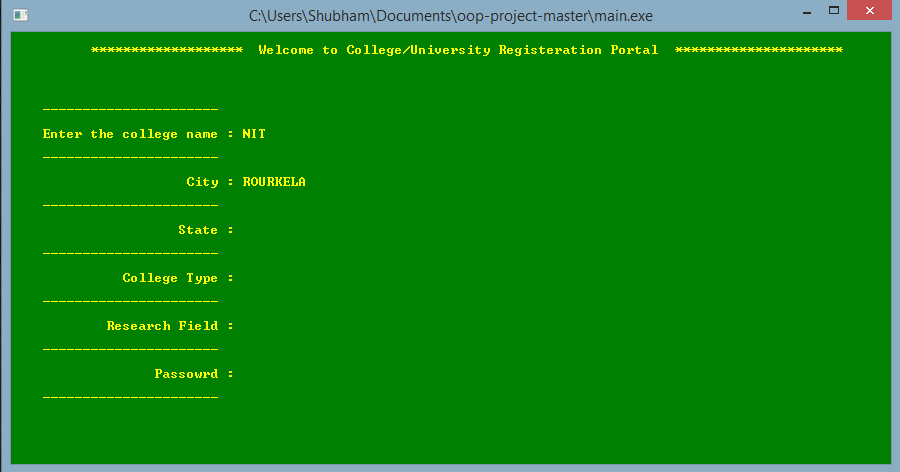 C:\Users\Shubham\Documents\oop-project-master\main.exe
******************* Welcome to College/University Registeration Portal *********************
----------------------
Enter the college name : NIT
----------------------
City : ROURKELA
----------------------
State :
----------------------
College Type :
----------------------
Research Field :
----------------------
Passowrd :
----------------------